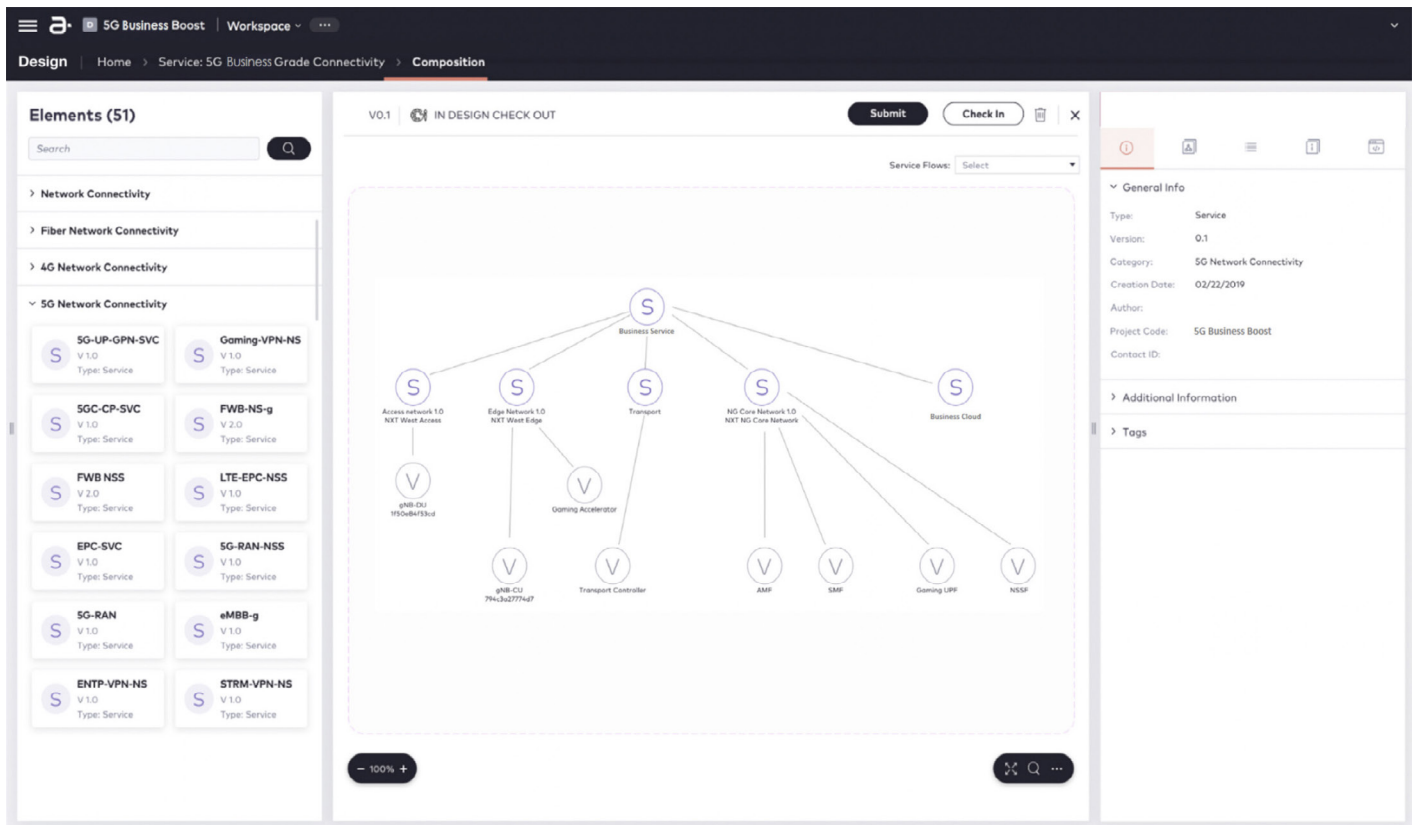 a· D 5G Business Boost | Workspace ...
Design | Home > Service: 5G Business Grade Connectivity > Composition
Elements (51)
Search
> Network Connectivity
> Fiber Network Connectivity
> 4G Network Connectivity
5G Network Connectivity
S 5G-UP-GPN-SVC
V 1.0
Type: Service
S Gaming-VPN-NS
V 1.0
Type: Service
S 5GC-CP-SVC
V 1.0
Type: Service
S FWB-NS-g
V 2.0
Type: Service
S FWB NSS
V 2.0
Type: Service
S LTE-EPC-NSS
V 1.0
Type: Service
S EPC-SVC
V 1.0
Type: Service
S 5G-RAN-NSS
V 1.0
Type: Service
S 5G-RAN
V 1.0
Type: Service
S eMBB-g
V 1.0
Type: Service
S ENTP-VPN-NS
V 1.0
Type: Service
S STRM-VPN-NS
V 1.0
Type: Service
V0.1 | IN DESIGN CHECK OUT
Submit
Check In
Service Flows: Select
S
Business Service
S
Access network 1.0
NXT West Access
S
Edge Network 1.0
NXT West Edge
S
Transport
S
NG Core Network 1.0
NXT NG Core Network
S
Business Cloud
V
gNB-DU
1f50e84f53cd
V
Gaming Accelerator
V
gNB-CU
794c3a27774d7
V
Transport Controller
V
AMF
V
SMF
V
Gaming UPF
V
NSSF
− 100% +
General Info
Type: Service
Version: 0.1
Category: 5G Network Connectivity
Creation Date: 02/22/2019
Author:
Project Code: 5G Business Boost
Contact ID:
> Additional Information
> Tags